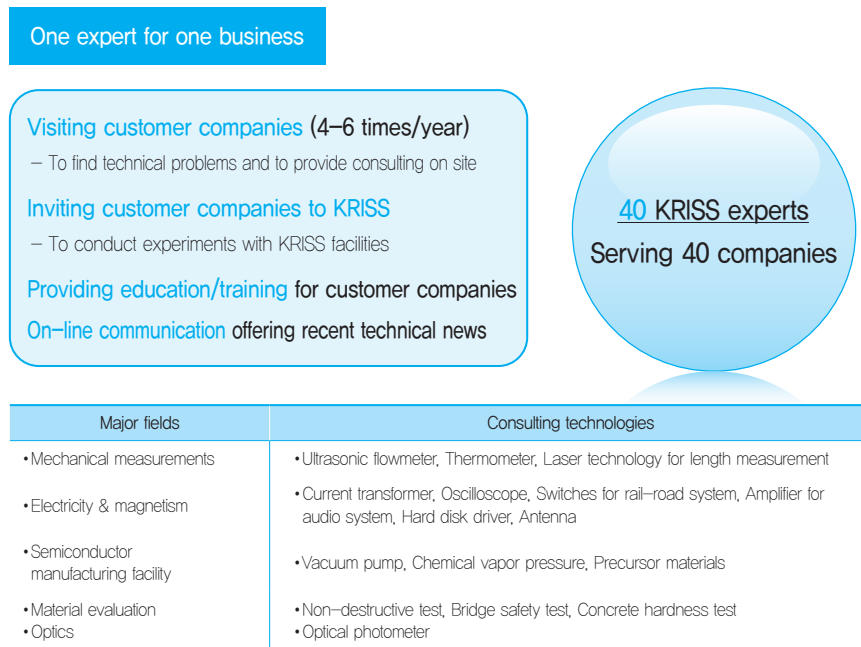 One expert for one business
Visiting customer companies (4-6 times/year)
- To find technical problems and to provide consulting on site
Inviting customer companies to KRISS
- To conduct experiments with KRISS facilities
Providing education/training for customer companies
On-line communication offering recent technical news
40 KRISS experts
Serving 40 companies
Major fields
Consulting technologies
•Mechanical measurements
•Ultrasonic flowmeter, Thermometer, Laser technology for length measurement
•Electricity & magnetism
•Current transformer, Oscilloscope, Switches for rail-road system, Amplifier for
audio system, Hard disk driver, Antenna
•Semiconductor
manufacturing facility
•Vacuum pump, Chemical vapor pressure, Precursor materials
•Material evaluation
•Non-destructive test, Bridge safety test, Concrete hardness test
•Optics
•Optical photometer